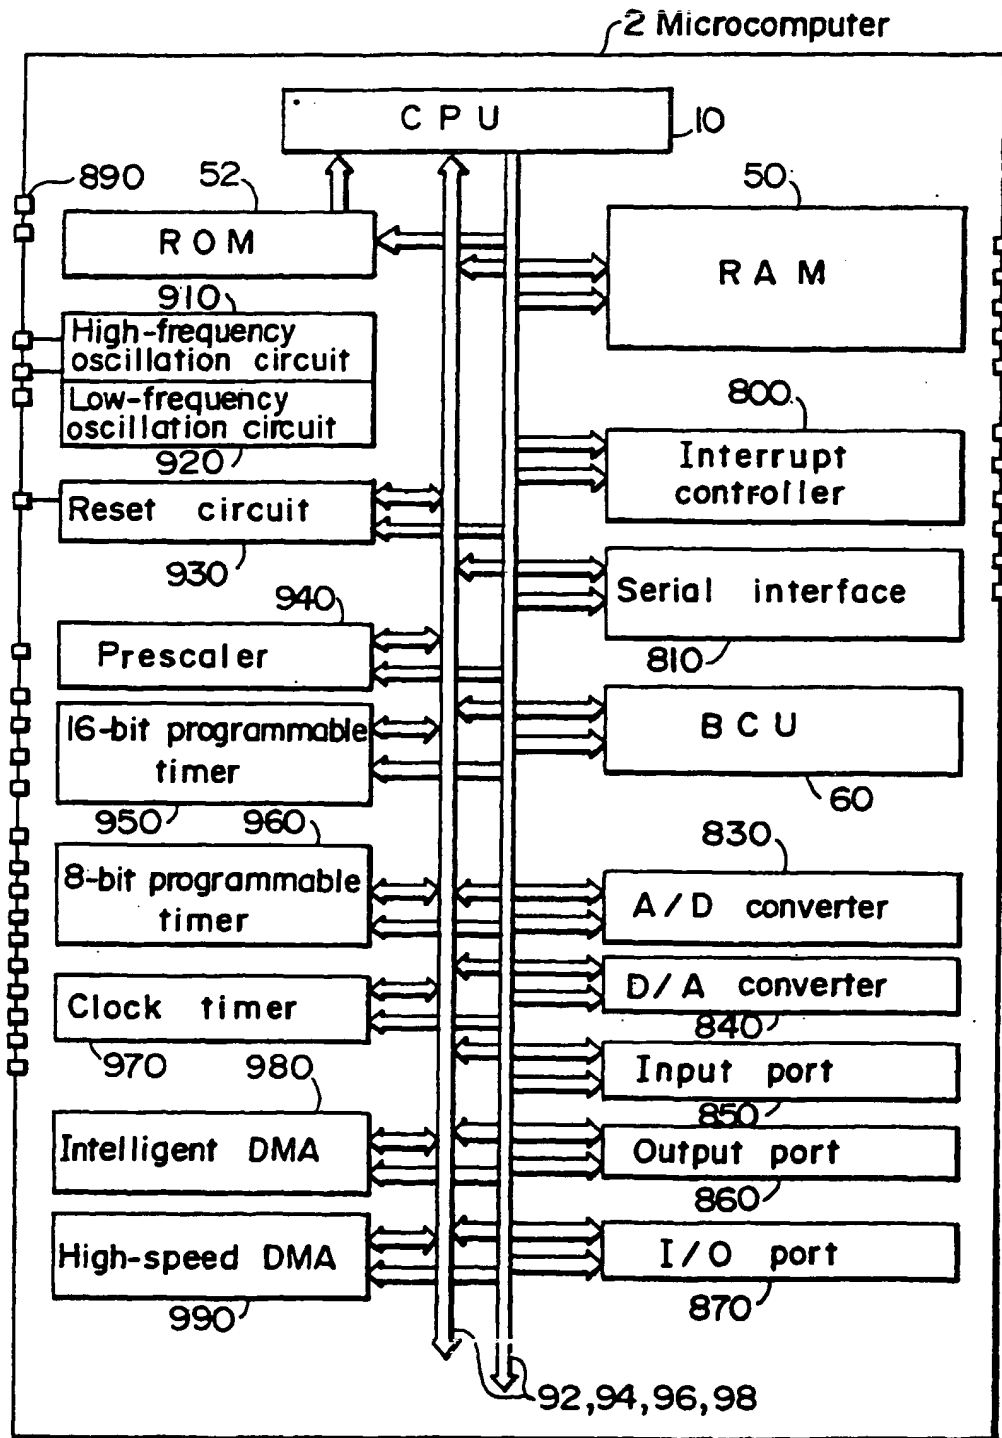 2 Microcomputer
CPU
10
890
52
50
ROM
RAM
910
High-frequency
oscillation circuit
Low-frequency
oscillation circuit
920
800
Interrupt
controller
Reset circuit
930
Serial interface
810
940
Prescaler
16-bit programmable
timer
950
BCU
60
960
8-bit programmable
timer
830
A/D converter
D/A converter
840
Clock timer
970
Input port
850
980
Intelligent DMA
Output port
860
High-speed DMA
990
I/O port
870
92,94,96,98